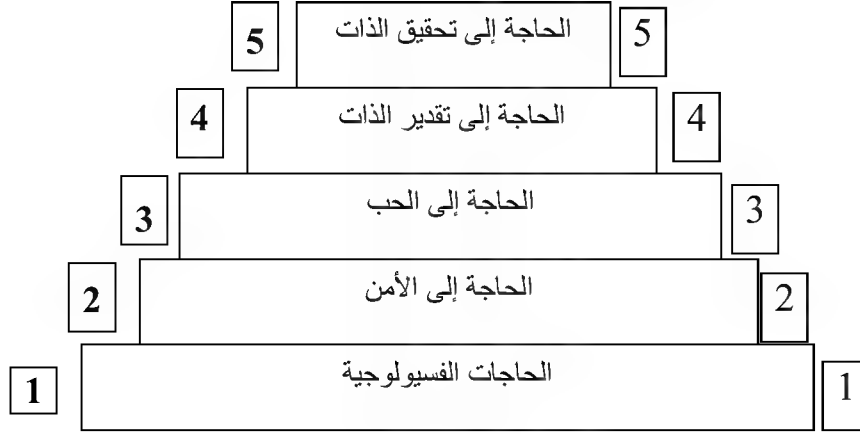 5 الحاجة إلى تحقيق الذات 5
4 الحاجة إلى تقدير الذات 4
3 الحاجة إلى الحب 3
2 الحاجة إلى الأمن 2
1 الحاجات الفسيولوجية 1